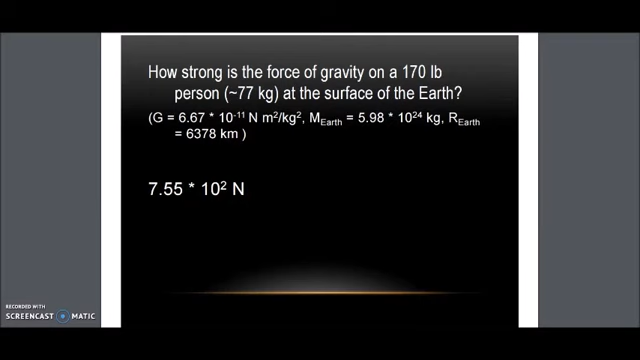 How strong is the force of gravity on a 170 lb
person (~77 kg) at the surface of the Earth?
(G = 6.67 * 10⁻¹¹ N m²/kg², M_Earth = 5.98 * 10²⁴ kg, R_Earth
= 6378 km )
7.55 * 10² N
RECORDED WITH
SCREENCAST MATIC